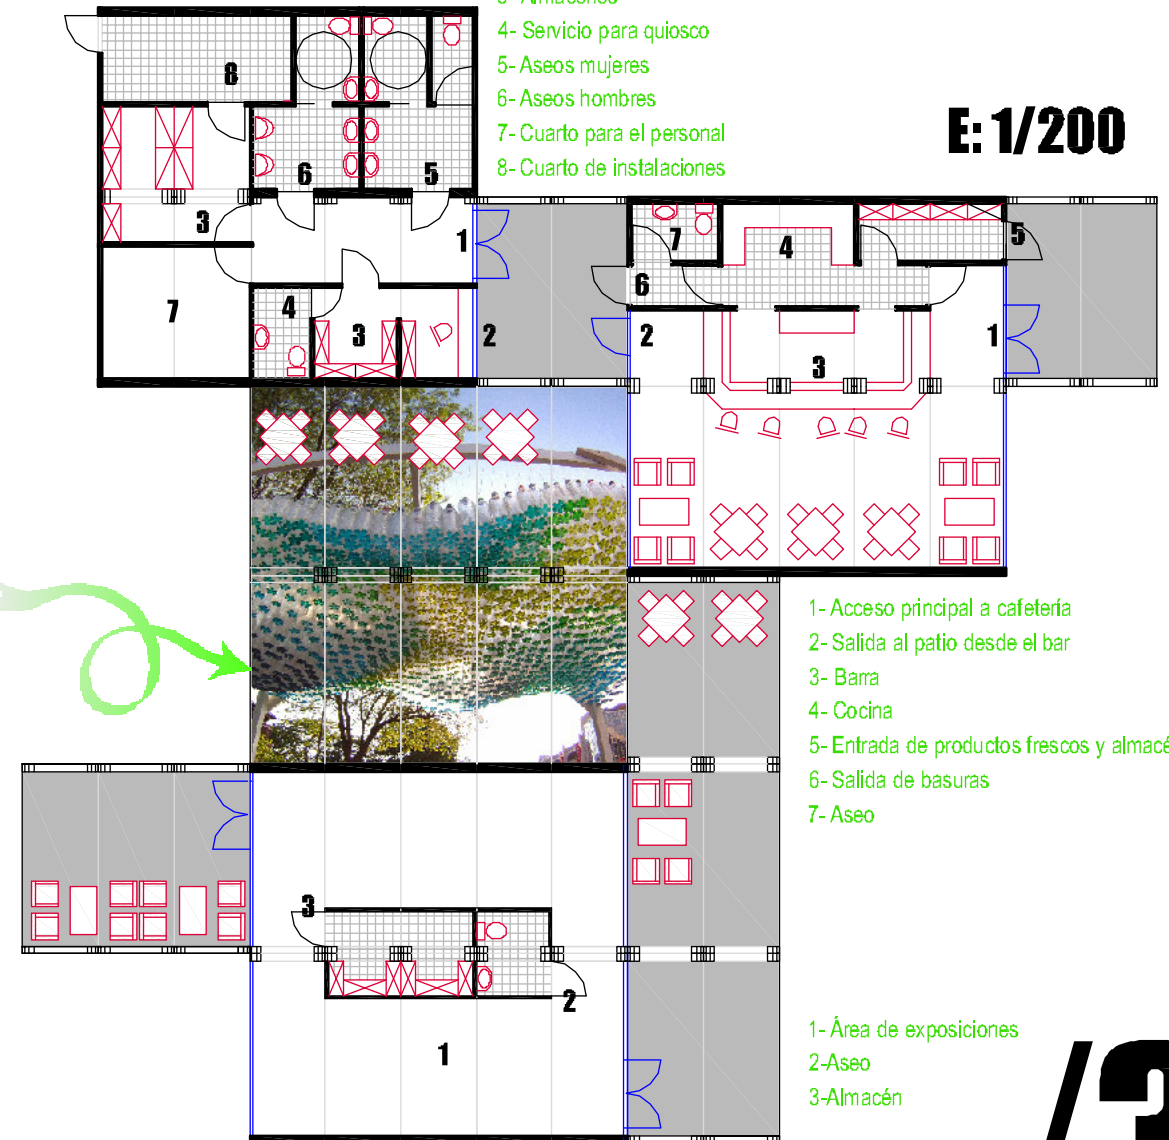 3- Almacenes
4- Servicio para quiosco
5- Aseos mujeres
6- Aseos hombres
7- Cuarto para el personal
8- Cuarto de instalaciones
E: 1/200
8
6
5
3
1
7
4
3
2
7
4
5
6
2
1
3
1- Acceso principal a cafetería
2- Salida al patio desde el bar
3- Barra
4- Cocina
5- Entrada de productos frescos y
6- Salida de basuras
7- Aseo
3
2
1
1- Área de exposiciones
2-Aseo
3-Almacén
/3